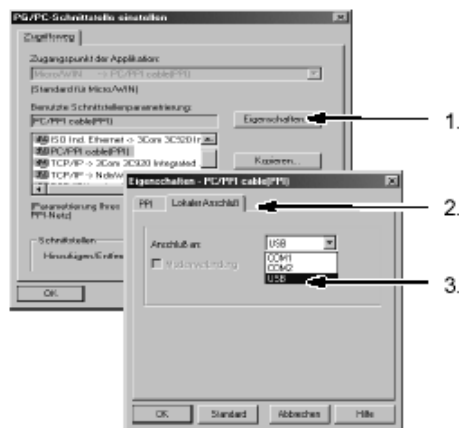 PG/PC-Schnittstelle einstellen
Zugriffsweg
Zugangspunkt der Applikation:
Micro/WIN -> PC/PPI cable(PPI)
(Standard für Micro/WIN)
Benutzte Schnittstellenparametrierung:
PC/PPI cable(PPI)
Eigenschaften...
1.
ISO Ind. Ethernet -> 3Com 3C920 In
PC/PPI cable(PPI)
TCP/IP -> 3Com 3C920 Integrated
TCP/IP -> NdisW
Kopieren...
(Parametrierung Ihres
PPI-Netz)
Schnittstellen
Hinzufügen/Entfer
OK
Eigenschaften - PC/PPI cable(PPI)
PPI
Lokaler Anschluß
2.
Anschluß an:
USB
COM1
COM2
USB
3.
Modemverbindung
OK
Standard
Abbrechen
Hilfe